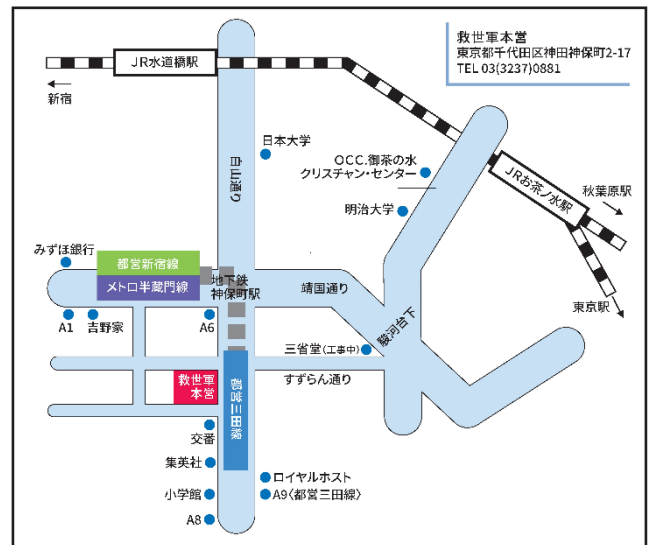 救世軍本営
東京都千代田区神田神保町2-17
TEL 03(3237)0881
JR水道橋駅
新宿
日本大学
白山通り
OCC.御茶の水
クリスチャン・センター
明治大学
JRお茶ノ水駅
秋葉原駅
東京駅
みずほ銀行
都営新宿線
メトロ半蔵門線
地下鉄
神保町駅
靖国通り
駿河台下
A1
吉野家
A6
三省堂(工事中)
すずらん通り
救世軍
本営
都営三田線
交番
集英社
小学館
A8
ロイヤルホスト
A9〈都営三田線〉